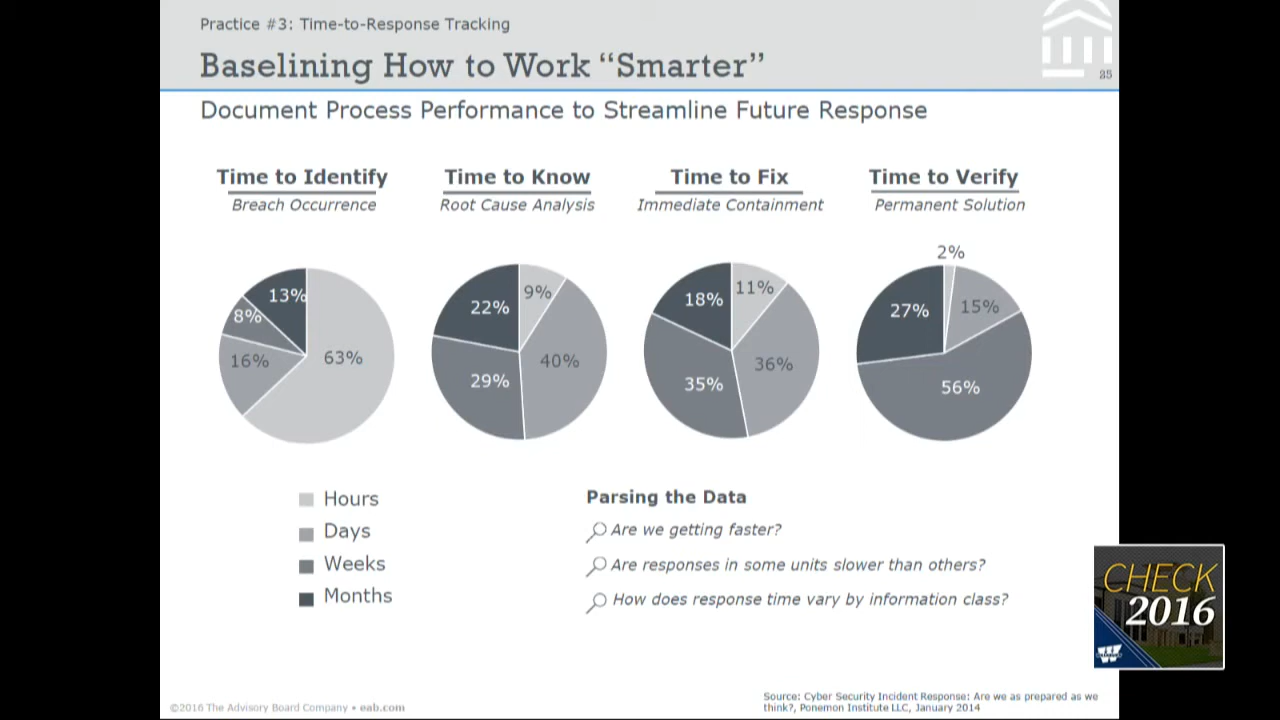 Practice #3: Time-to-Response Tracking
Baselining How to Work “Smarter”
35
Document Process Performance to Streamline Future Response
Time to Identify
Breach Occurrence
Time to Know
Root Cause Analysis
Time to Fix
Immediate Containment
Time to Verify
Permanent Solution
13%
8%
16%
63%
22%
9%
29%
40%
18%
11%
35%
36%
2%
27%
15%
56%
Hours
Days
Weeks
Months
Parsing the Data
Are we getting faster?
Are responses in some units slower than others?
How does response time vary by information class?
CHECK
2016
W
©2016 The Advisory Board Company • eab.com
Source: Cyber Security Incident Response: Are we as prepared as we
think?, Ponemon Institute LLC, January 2014